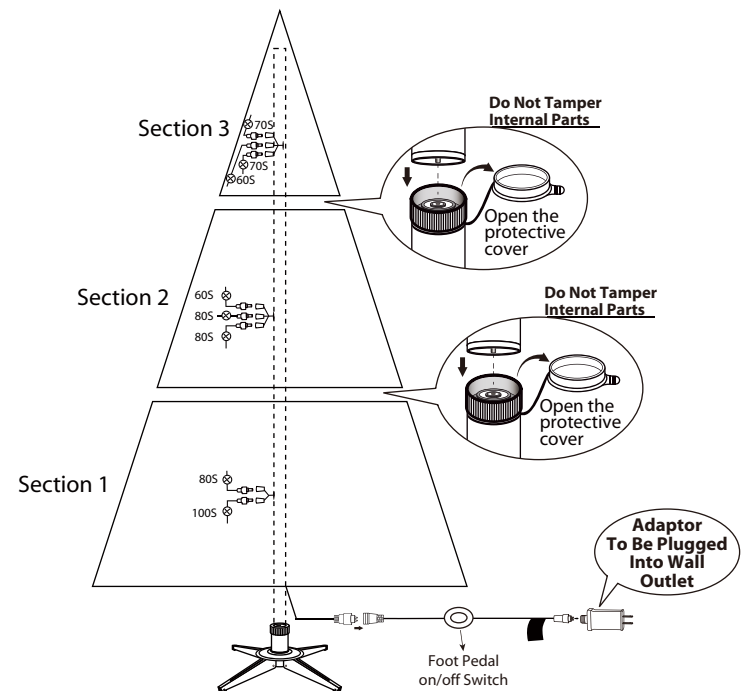 Do Not Tamper
Internal Parts
Section 3
70S
70S
60S
Open the
protective
cover
Section 2
60S
80S
80S
Do Not Tamper
Internal Parts
Open the
protective
cover
Section 1
80S
100S
Adaptor
To Be Plugged
Into Wall
Outlet
Foot Pedal
on/off Switch